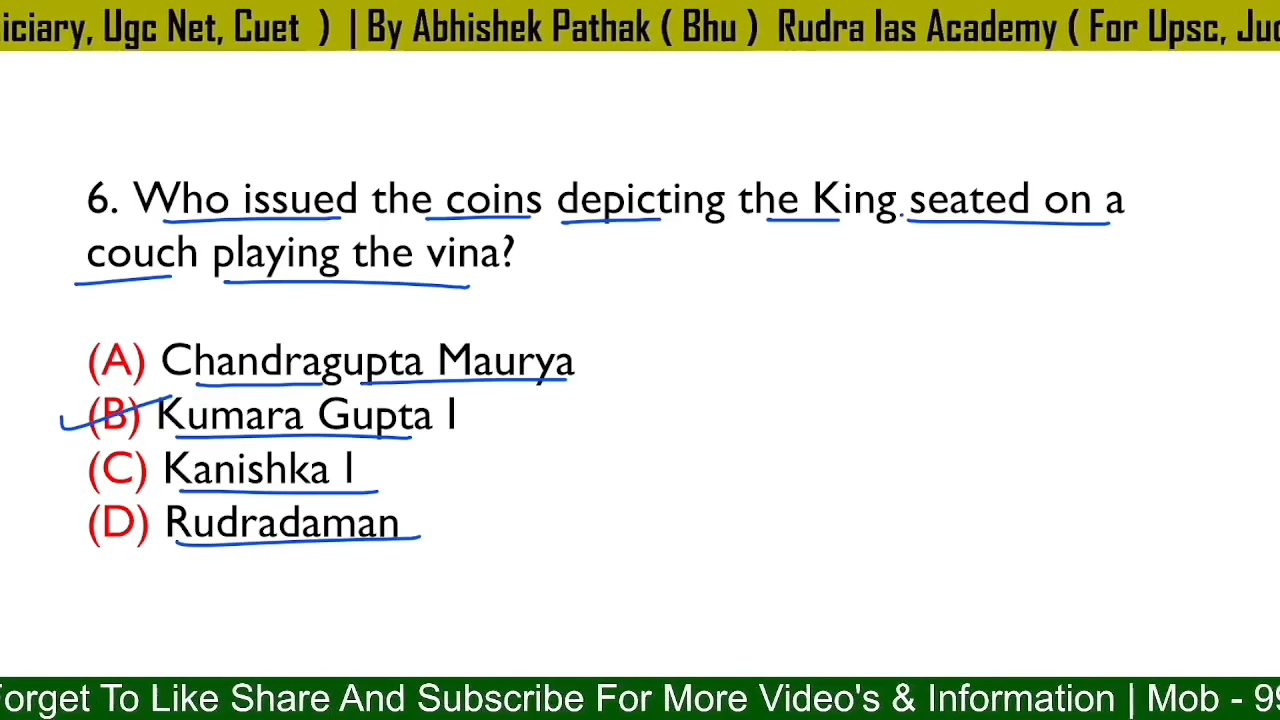 iciary, Ugc Net, Cuet ) | By Abhishek Pathak ( Bhu ) Rudra Ias Academy ( For Upsc, Jud
6. Who issued the coins depicting the King seated on a
couch playing the vina?
(A) Chandragupta Maurya
(B) Kumara Gupta I
(C) Kanishka I
(D) Rudradaman
Forget To Like Share And Subscribe For More Video's & Information | Mob - 99